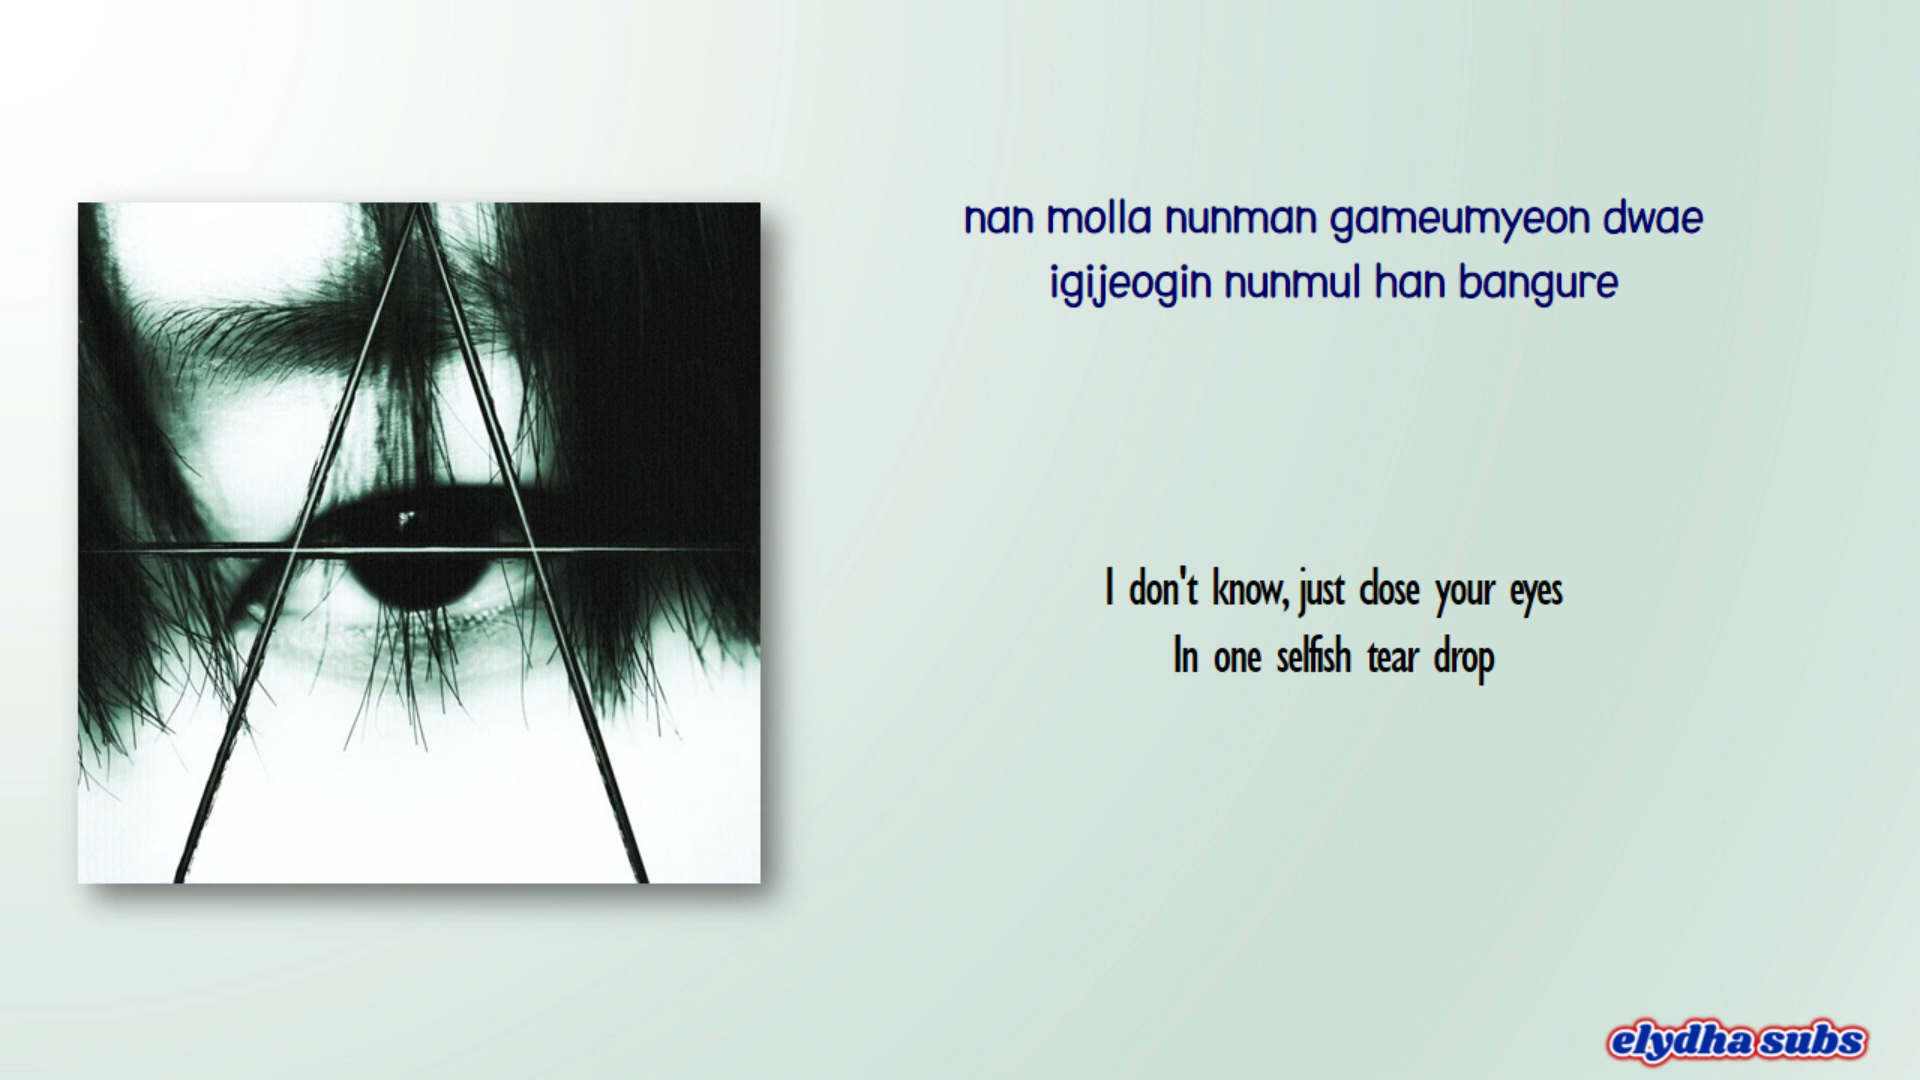 nan molla nunman gameumyeon dwae
igijeogin nunmul han bangure
I don't know, just close your eyes
In one selfish tear drop
elydha subs